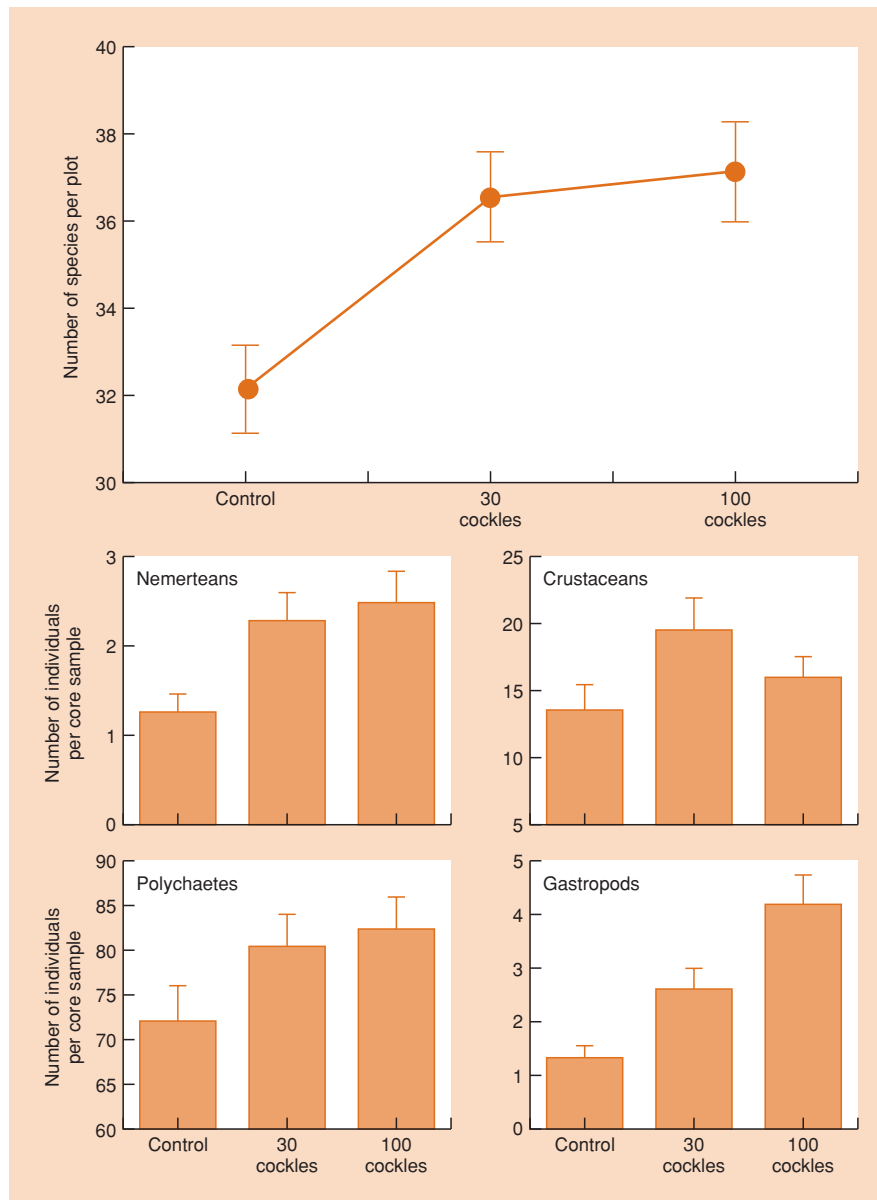 40
38
36
34
32
30
Number of species per plot
Control
30
cockles
100
cockles
Nemerteans
3
2
1
0
Number of individuals
per core sample
Crustaceans
25
20
15
10
5
Polychaetes
90
85
80
75
70
65
60
Number of individuals
per core sample
Control
30
cockles
100
cockles
Gastropods
5
4
3
2
1
0
Control
30
cockles
100
cockles